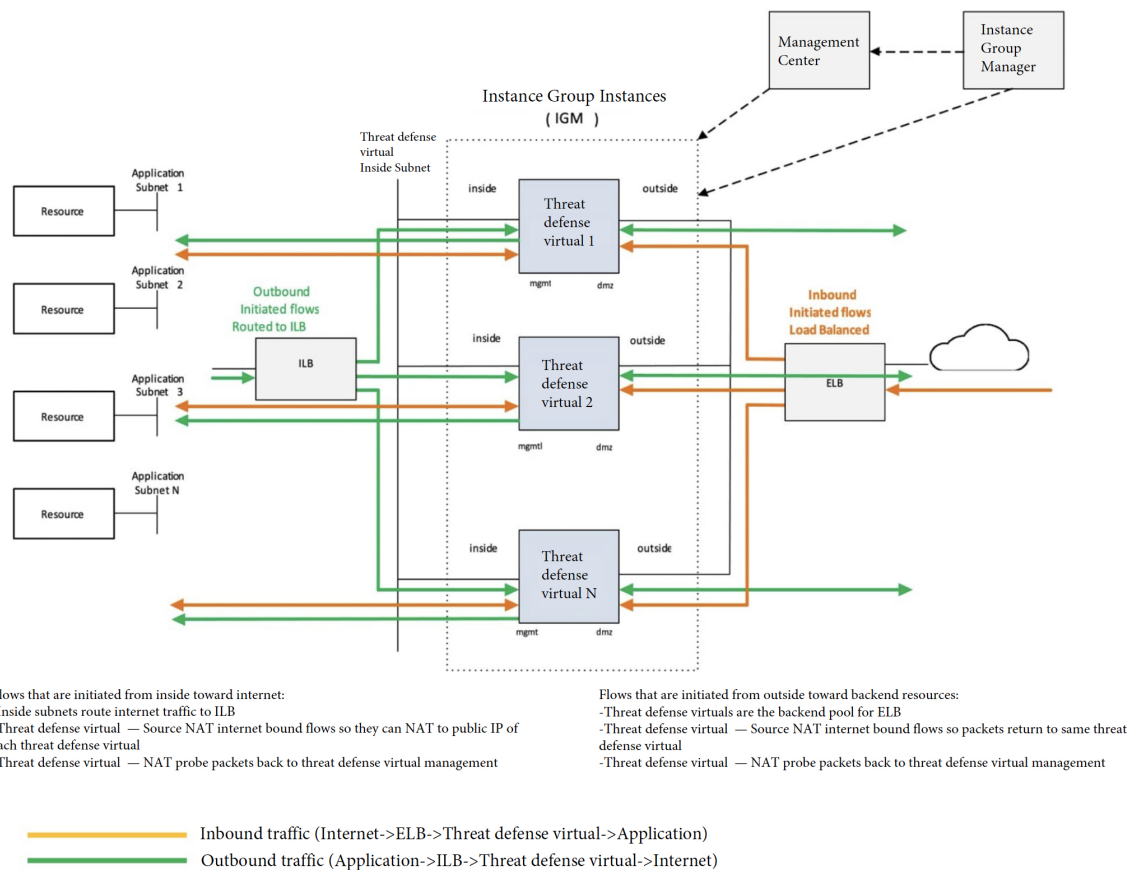 Management
Center
Instance
Group
Manager
Instance Group Instances
( IGM )
Threat defense
virtual
Inside Subnet
Application
Subnet 1
Resource
inside
outside
Threat
defense
virtual 1
mgmt
dmz
Application
Subnet 2
Resource
Outbound
Initiated flows
Routed to ILB
ILB
Inbound
Initiated flows
Load Balanced
ELB
inside
outside
Threat
defense
virtual 2
mgmtl
dmz
Application
Subnet 3
Resource
Application
Subnet N
Resource
inside
outside
Threat
defense
virtual N
mgmt
dmz
lows that are initiated from inside toward internet:
nside subnets route internet traffic to ILB
Threat defense virtual — Source NAT internet bound flows so they can NAT to public IP of
ach threat defense virtual
Threat defense virtual — NAT probe packets back to threat defense virtual management
Flows that are initiated from outside toward backend resources:
-Threat defense virtuals are the backend pool for ELB
-Threat defense virtual — Source NAT internet bound flows so packets return to same threat
defense virtual
-Threat defense virtual — NAT probe packets back to threat defense virtual management
Inbound traffic (Internet->ELB->Threat defense virtual->Application)
Outbound traffic (Application->ILB->Threat defense virtual->Internet)